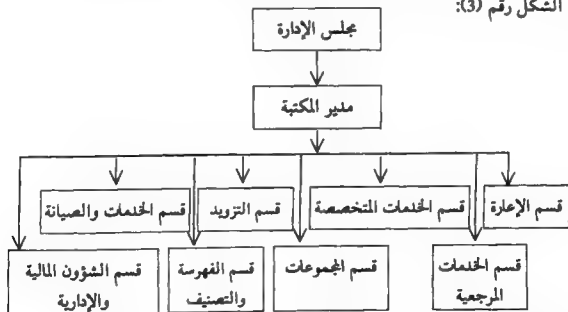 الشكل رقم (3):
مجلس الإدارة
مدير المكتبة
قسم الإعارة
قسم الخدمات المتخصصة
قسم التزويد
قسم الخدمات والصيانة
قسم الخدمات
المرجعية
قسم المجموعات
قسم الفهرسة
والتصنيف
قسم الشؤون المالية
والإدارية